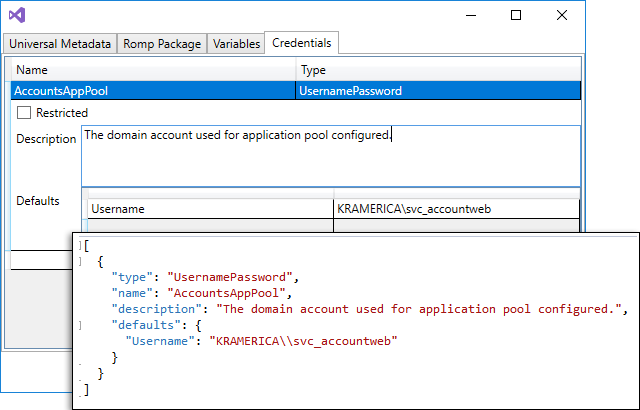 Universal Metadata Romp Package Variables Credentials
Name Type
AccountsAppPool UsernamePassword
Restricted
Description The domain account used for application pool configured.
Defaults
Username KRAMERICA\svc_accountweb
[
{
"type": "UsernamePassword",
"name": "AccountsAppPool",
"description": "The domain account used for application pool configured.",
"defaults": {
"Username": "KRAMERICA\\svc_accountweb"
}
}
]